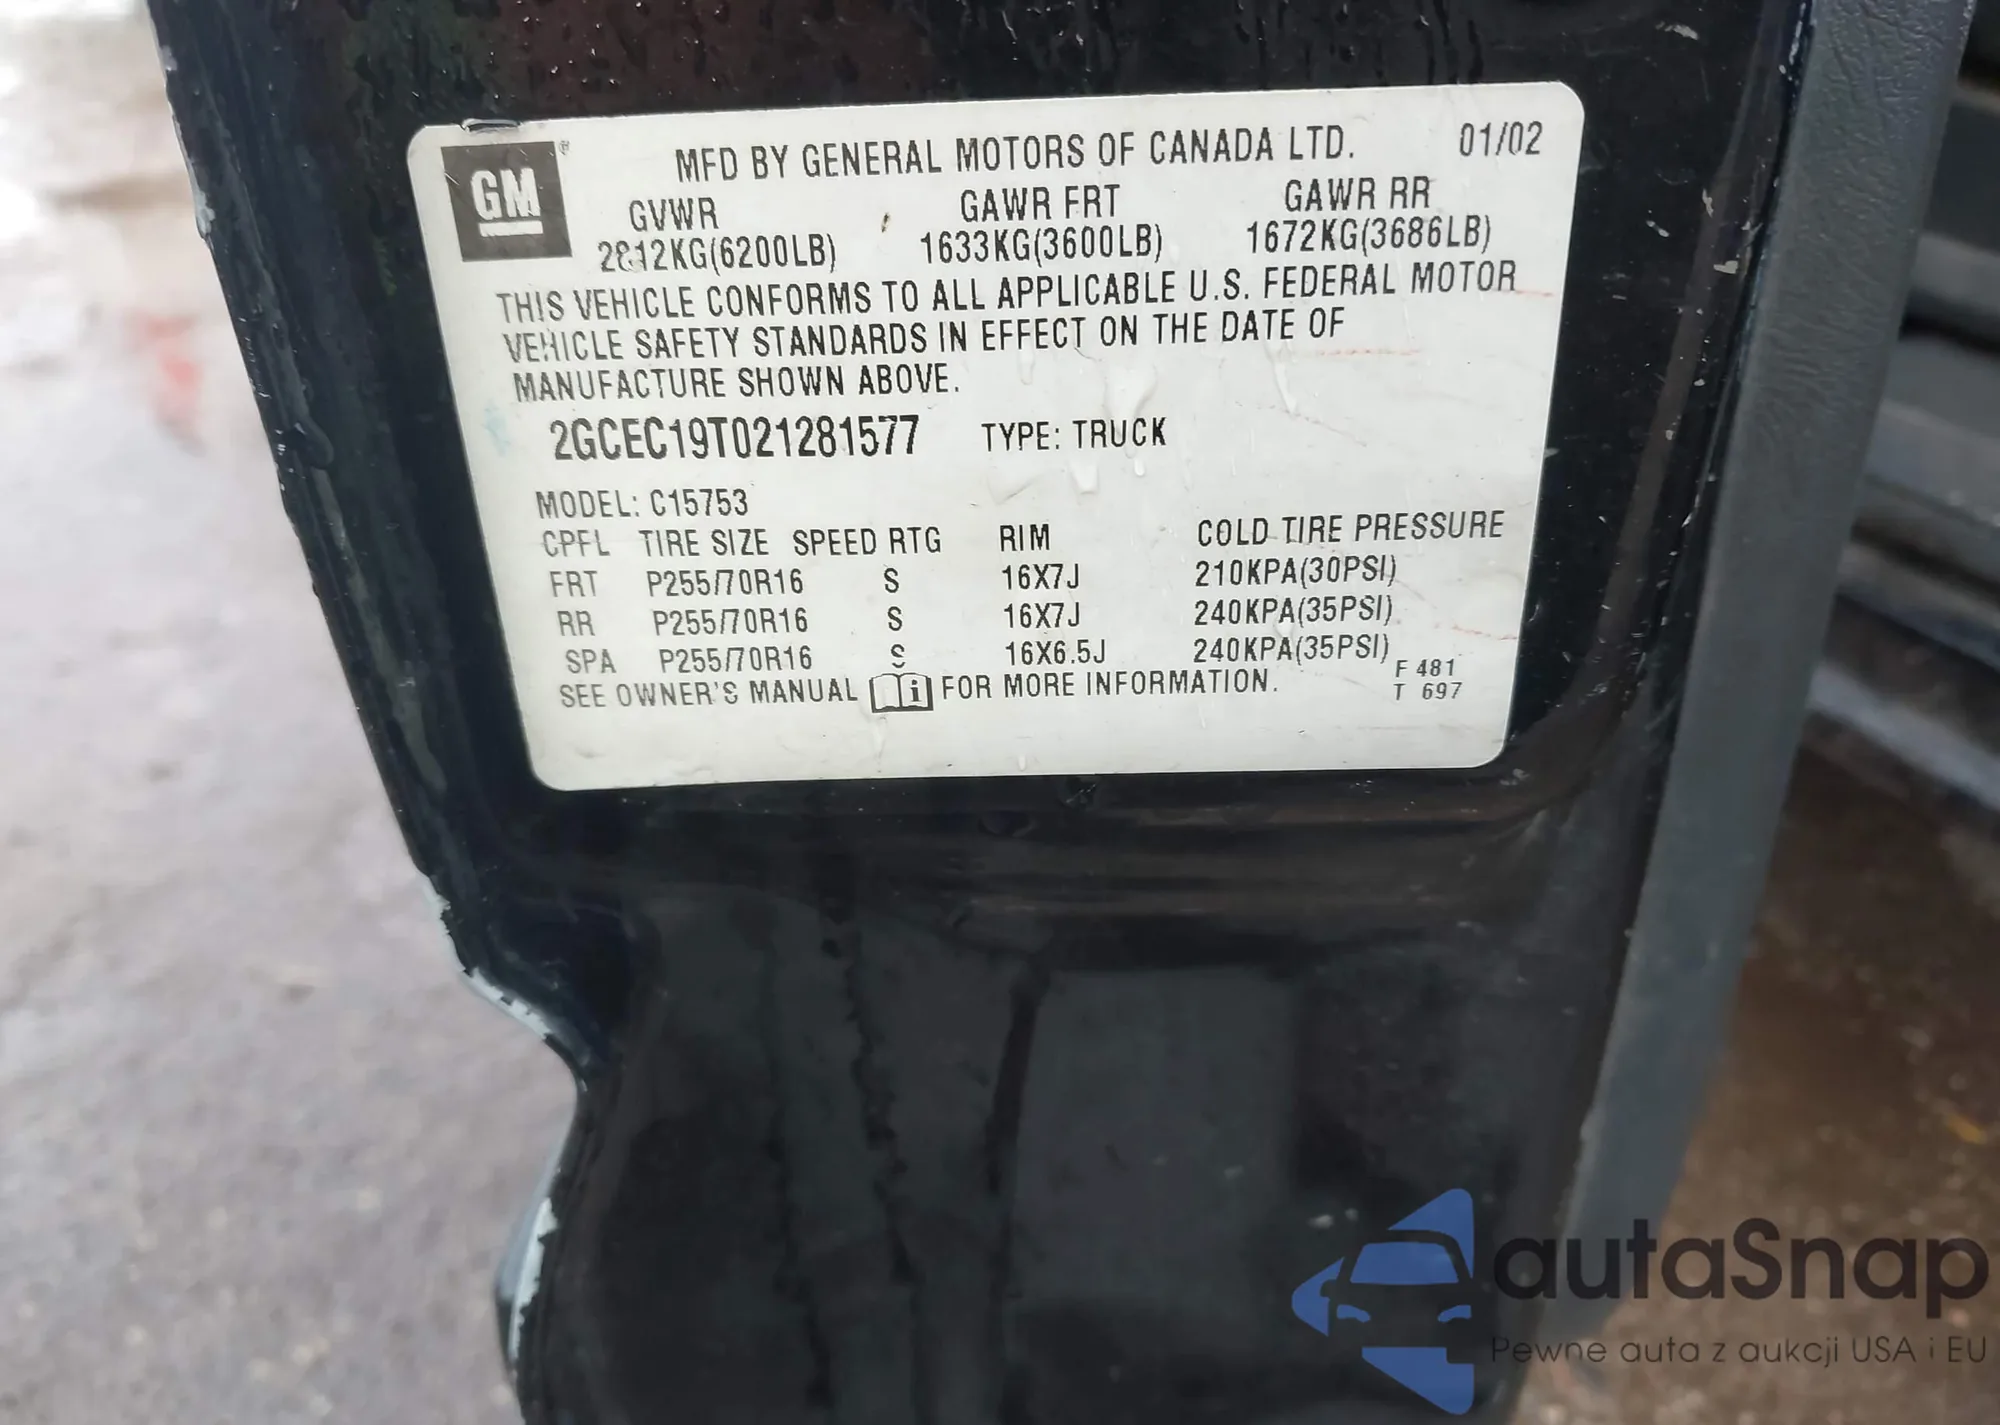 GM
MFD BY GENERAL MOTORS OF CANADA LTD. 01/02
GVWR GAWR FRT GAWR RR
2812KG(6200LB) 1633KG(3600LB) 1672KG(3686LB)
THIS VEHICLE CONFORMS TO ALL APPLICABLE U.S. FEDERAL MOTOR
VEHICLE SAFETY STANDARDS IN EFFECT ON THE DATE OF
MANUFACTURE SHOWN ABOVE.
2GCEC19T021281577 TYPE: TRUCK
MODEL: C15753
CPFL TIRE SIZE SPEED RTG RIM COLD TIRE PRESSURE
FRT P255/70R16 S 16X7J 210KPA(30PSI)
RR P255/70R16 S 16X7J 240KPA(35PSI)
SPA P255/70R16 S 16X6.5J 240KPA(35PSI)
SEE OWNER'S MANUAL i FOR MORE INFORMATION.
F 481
T 697
autaSnap
Pewne auta z aukcji USA i EU